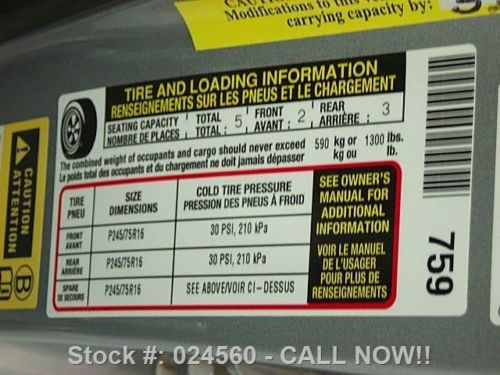 CAUTION
Modifications to this
carrying capacity by:
TIRE AND LOADING INFORMATION
RENSEIGNEMENTS SUR LES PNEUS ET LE CHARGEMENT
SEATING CAPACITY TOTAL : 5 FRONT : 2 REAR : 3
NOMBRE DE PLACES TOTAL : AVANT : ARRIÈRE :
The combined weight of occupants and cargo should never exceed 590 kg or 1300 lbs.
Le poids total des occupants et du chargement ne doit jamais dépasser kg ou lb.
TIRE SIZE COLD TIRE PRESSURE
PNEU DIMENSIONS PRESSION DES PNEUS À FROID
FRONT
AVANT P245/75R16 30 PSI, 210 kPa
REAR
ARRIÈRE P245/75R16 30 PSI, 210 kPa
SPARE
DE SECOURS P245/75R16 SEE ABOVE/VOIR CI-DESSUS
SEE OWNER'S
MANUAL FOR
ADDITIONAL
INFORMATION
VOIR LE MANUEL
DE L'USAGER
POUR PLUS DE
RENSEIGNEMENTS
759
CAUTION
ATTENTION
B
Stock #: 024560 - CALL NOW!!